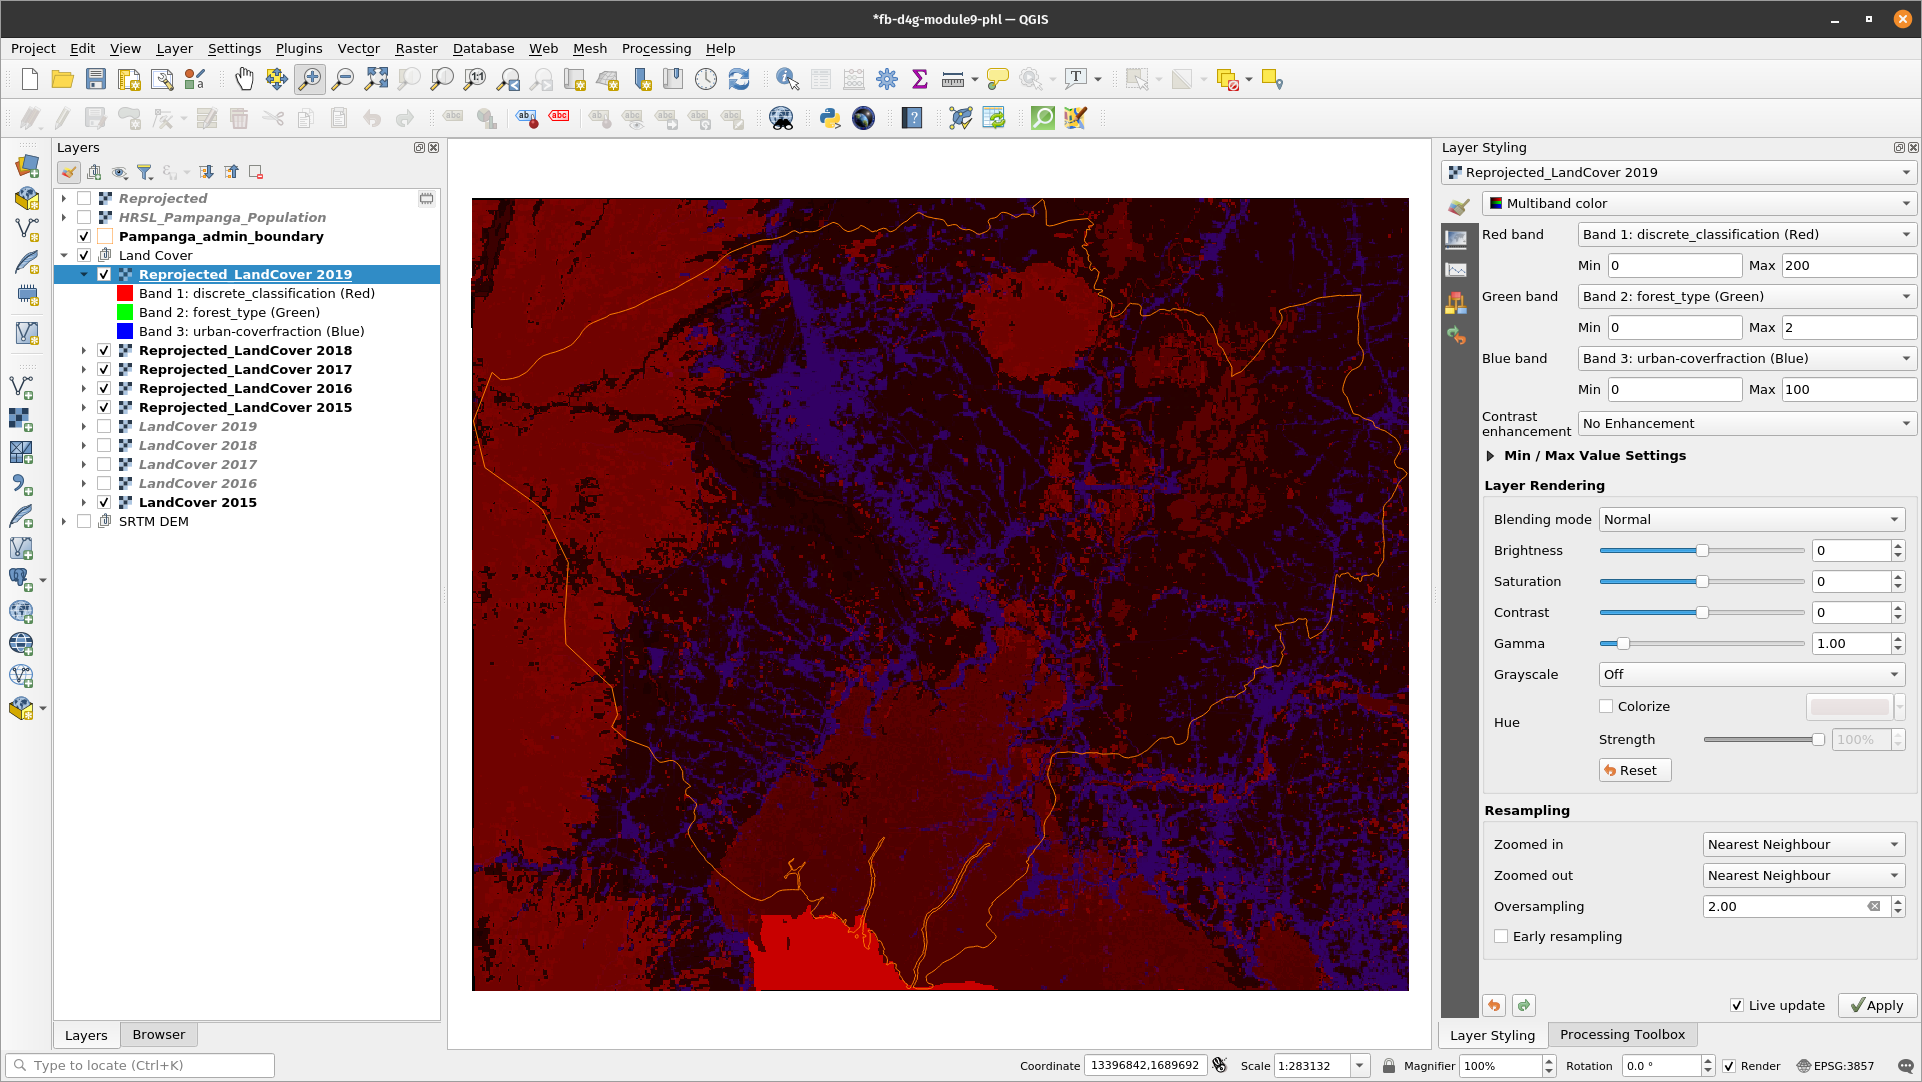 *fb-d4g-module9-phl — QGIS
Project Edit View Layer Settings Plugins Vector Raster Database Web Mesh Processing Help
Layers
Reprojected
HRSL_Pampanga_Population
Pampanga_admin_boundary
Land Cover
Reprojected_LandCover 2019
Band 1: discrete_classification (Red)
Band 2: forest_type (Green)
Band 3: urban-coverfraction (Blue)
Reprojected_LandCover 2018
Reprojected_LandCover 2017
Reprojected_LandCover 2016
Reprojected_LandCover 2015
LandCover 2019
LandCover 2018
LandCover 2017
LandCover 2016
LandCover 2015
SRTM DEM
Layers Browser
Layer Styling
Reprojected_LandCover 2019
Multiband color
Red band Band 1: discrete_classification (Red)
Min 0 Max 200
Green band Band 2: forest_type (Green)
Min 0 Max 2
Blue band Band 3: urban-coverfraction (Blue)
Min 0 Max 100
Contrast
enhancement No Enhancement
Min / Max Value Settings
Layer Rendering
Blending mode Normal
Brightness 0
Saturation 0
Contrast 0
Gamma 1.00
Grayscale Off
Hue Colorize
Strength 100%
Reset
Resampling
Zoomed in Nearest Neighbour
Zoomed out Nearest Neighbour
Oversampling 2.00
Early resampling
Live update Apply
Layer Styling Processing Toolbox
Type to locate (Ctrl+K) Coordinate 13396842,1689692 Scale 1:283132 Magnifier 100% Rotation 0.0 ° Render EPSG:3857